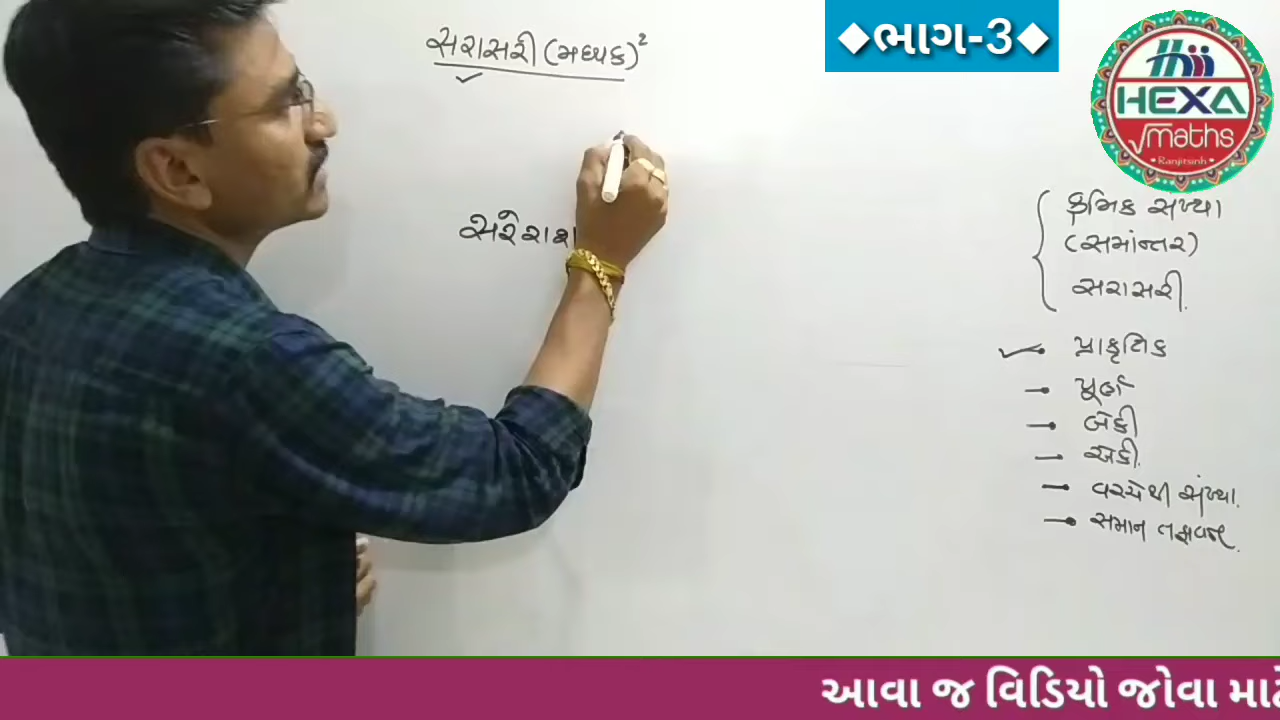 સરાસરી (મધ્યક)²
◆ભાગ-3◆
HEXA
√maths
Ranjitsinh
ક્રમિક સંખ્યા
(સમાંન્તર)
સરાસરી.
પ્રાકૃતિક
પૂર્ણ
બેકી
એકી.
વચ્ચેથી સંખ્યા.
સમાન તફાવત.
આવા જ વિડિયો જોવા માટે